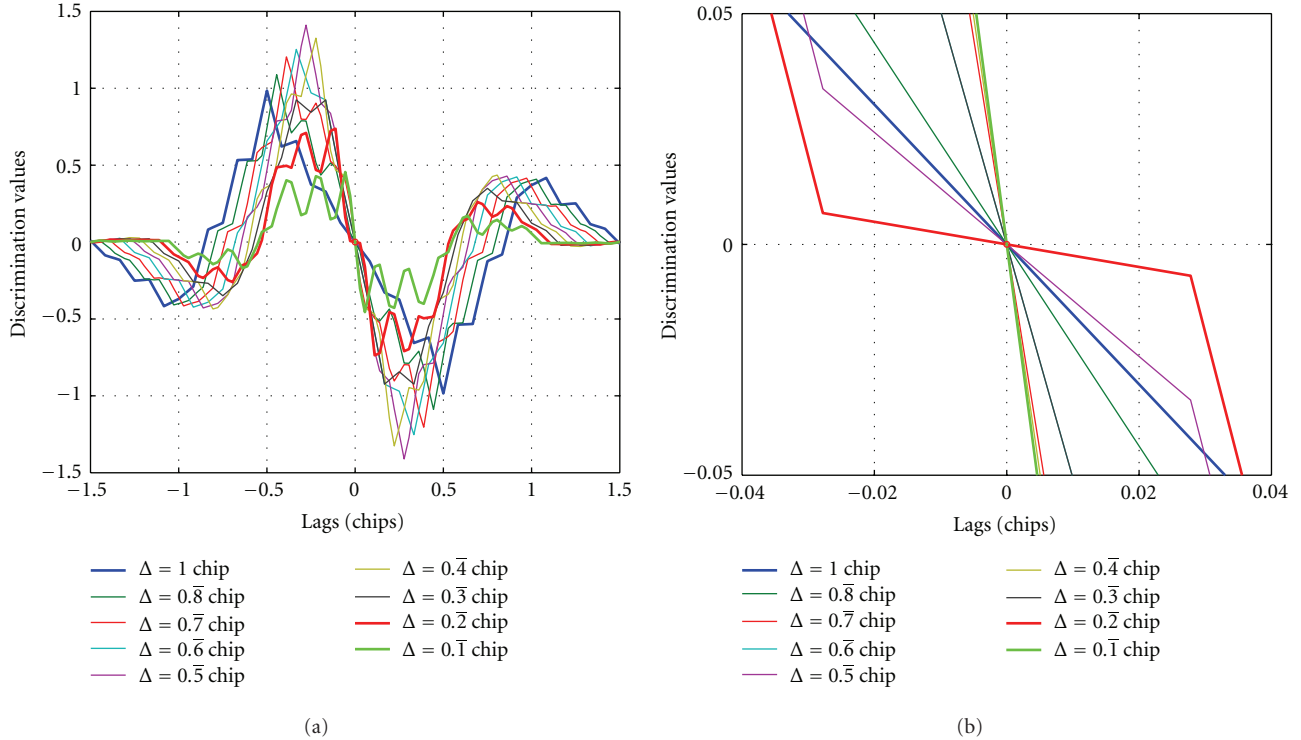 1.5
1
0.5
0
−0.5
−1
−1.5
Discrimination values
−1.5 −1 −0.5 0 0.5 1 1.5
Lags (chips)
Δ = 1 chip
Δ = 0.8̅ chip
Δ = 0.7̅ chip
Δ = 0.6̅ chip
Δ = 0.5̅ chip
Δ = 0.4̅ chip
Δ = 0.3̅ chip
Δ = 0.2̅ chip
Δ = 0.1̅ chip
(a)
0.05
0
−0.05
Discrimination values
−0.04 −0.02 0 0.02 0.04
Lags (chips)
Δ = 1 chip
Δ = 0.8̅ chip
Δ = 0.7̅ chip
Δ = 0.6̅ chip
Δ = 0.5̅ chip
Δ = 0.4̅ chip
Δ = 0.3̅ chip
Δ = 0.2̅ chip
Δ = 0.1̅ chip
(b)